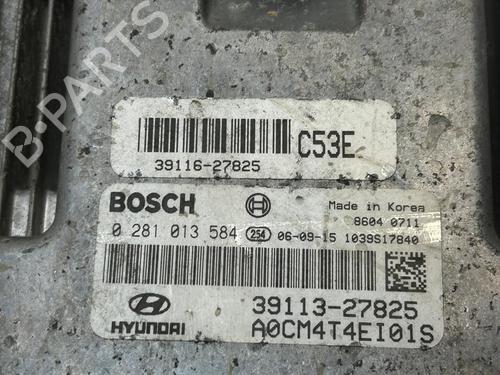 B-PARTS
C53E
39116-27825
BOSCH
Made in Korea
8604 0711
0 281 013 584 254 06-09-15 1039S17840
39113-27825
HYUNDAI
A0CM4T4EI01S